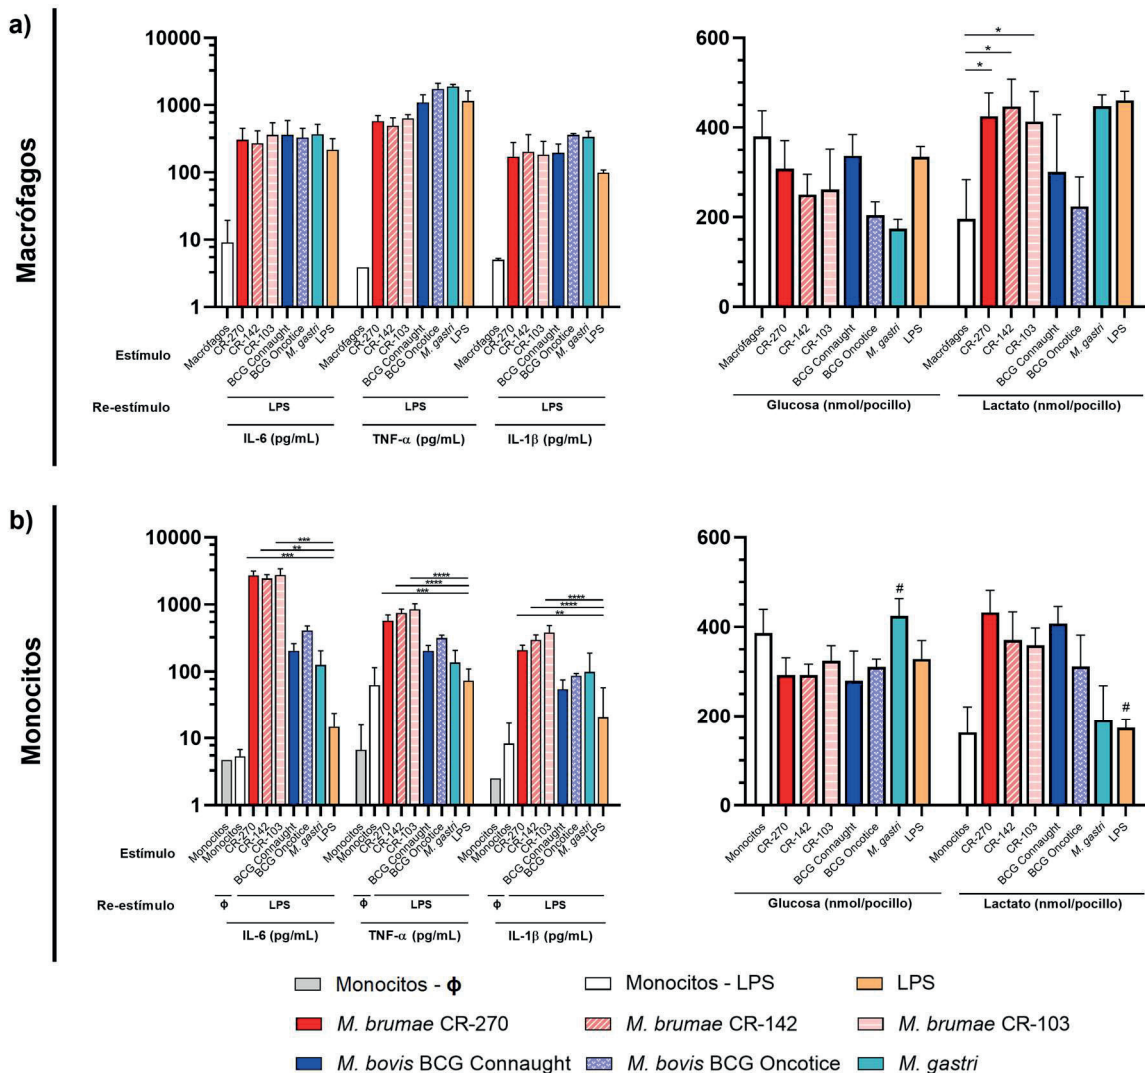 a)
Macrófagos
10000
1000
100
10
1
Estímulo
Macrófagos CR-270 CR-142 CR-103 BCG Connaught BCG Oncotice M. gastri LPS
Macrófagos CR-270 CR-142 CR-103 BCG Connaught BCG Oncotice M. gastri LPS
Macrófagos CR-270 CR-142 CR-103 BCG Connaught BCG Oncotice M. gastri LPS
Re-estímulo
LPS LPS LPS
IL-6 (pg/mL) TNF-α (pg/mL) IL-1β (pg/mL)
600
400
200
0
* * *
Macrófagos CR-270 CR-142 CR-103 BCG Connaught BCG Oncotice M. gastri LPS
Macrófagos CR-270 CR-142 CR-103 BCG Connaught BCG Oncotice M. gastri LPS
Glucosa (nmol/pocillo) Lactato (nmol/pocillo)
b)
Monocitos
10000
1000
100
10
1
***
**
***
****
****
***
****
****
**
Estímulo
Monocitos Monocitos CR-270 CR-142 CR-103 BCG Connaught BCG Oncotice M. gastri LPS
Monocitos Monocitos CR-270 CR-142 CR-103 BCG Connaught BCG Oncotice M. gastri LPS
Monocitos Monocitos CR-270 CR-142 CR-103 BCG Connaught BCG Oncotice M. gastri LPS
Re-estímulo
ɸ LPS ɸ LPS ɸ LPS
IL-6 (pg/mL) TNF-α (pg/mL) IL-1β (pg/mL)
600
400
200
0
# #
Monocitos CR-270 CR-142 CR-103 BCG Connaught BCG Oncotice M. gastri LPS
Monocitos CR-270 CR-142 CR-103 BCG Connaught BCG Oncotice M. gastri LPS
Glucosa (nmol/pocillo) Lactato (nmol/pocillo)
Monocitos - ɸ Monocitos - LPS LPS
M. brumae CR-270 M. brumae CR-142 M. brumae CR-103
M. bovis BCG Connaught M. bovis BCG Oncotice M. gastri